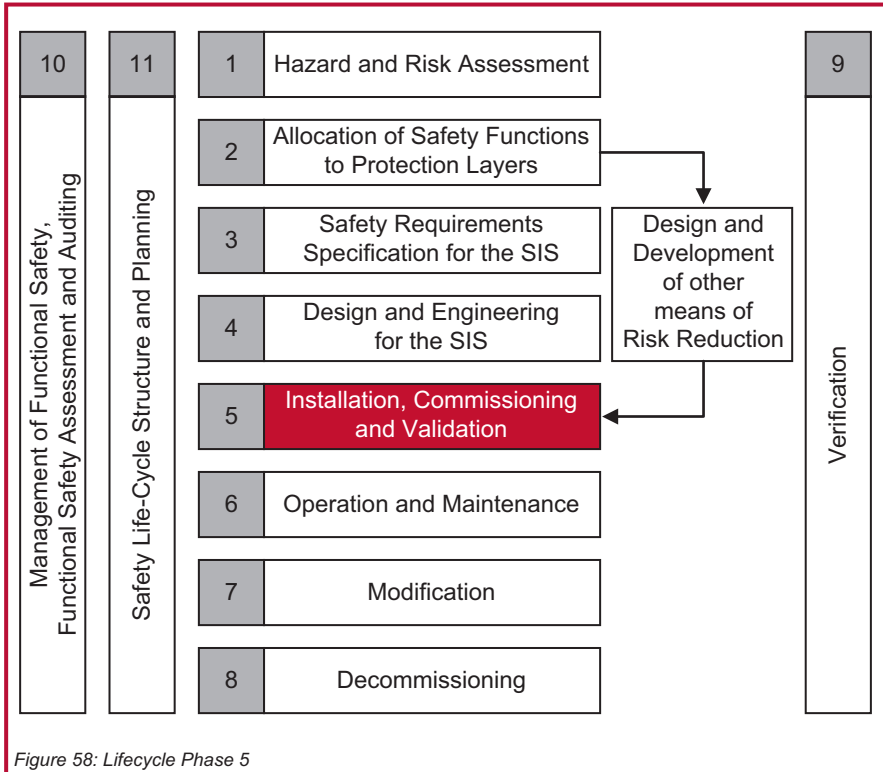 10
Management of Functional Safety,
Functional Safety Assessment and Auditing
11
Safety Life-Cycle Structure and Planning
1
Hazard and Risk Assessment
2
Allocation of Safety Functions
to Protection Layers
3
Safety Requirements
Specification for the SIS
4
Design and Engineering
for the SIS
5
Installation, Commissioning
and Validation
6
Operation and Maintenance
7
Modification
8
Decommissioning
Design and
Development
of other
means of
Risk Reduction
9
Verification
Figure 58: Lifecycle Phase 5